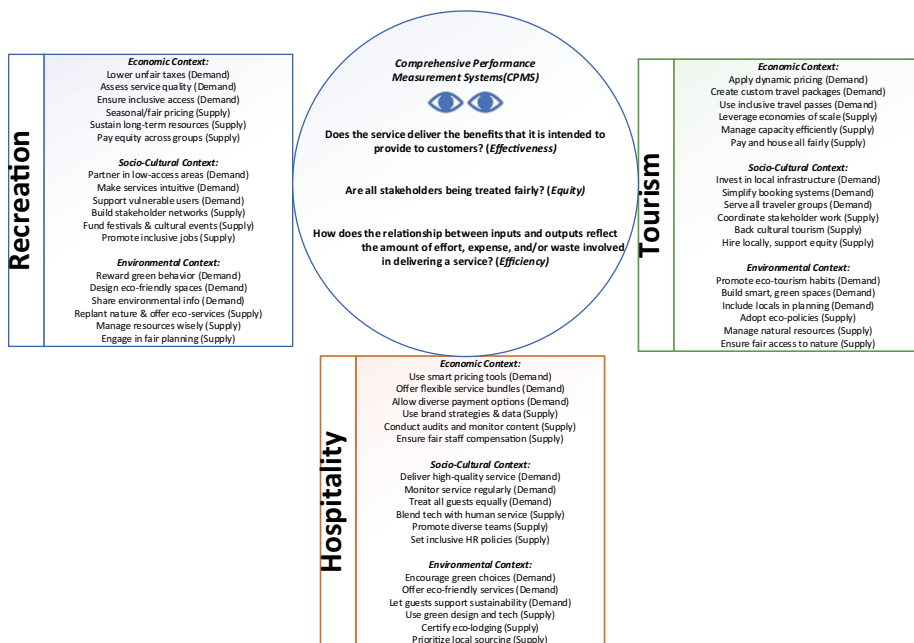 Recreation
Economic Context:
Lower unfair taxes (Demand)
Assess service quality (Demand)
Ensure inclusive access (Demand)
Seasonal/fair pricing (Supply)
Sustain long-term resources (Supply)
Pay equity across groups (Supply)
Socio-Cultural Context:
Partner in low-access areas (Demand)
Make services intuitive (Demand)
Support vulnerable users (Demand)
Build stakeholder networks (Supply)
Fund festivals & cultural events (Supply)
Promote inclusive jobs (Supply)
Environmental Context:
Reward green behavior (Demand)
Design eco-friendly spaces (Demand)
Share environmental info (Demand)
Replant nature & offer eco-services (Supply)
Manage resources wisely (Supply)
Engage in fair planning (Supply)
Comprehensive Performance
Measurement Systems(CPMS)
Does the service deliver the benefits that it is intended to
provide to customers? (Effectiveness)
Are all stakeholders being treated fairly? (Equity)
How does the relationship between inputs and outputs reflect
the amount of effort, expense, and/or waste involved
in delivering a service? (Efficiency)
Tourism
Economic Context:
Apply dynamic pricing (Demand)
Create custom travel packages (Demand)
Use inclusive travel passes (Demand)
Leverage economies of scale (Supply)
Manage capacity efficiently (Supply)
Pay and house all fairly (Supply)
Socio-Cultural Context:
Invest in local infrastructure (Demand)
Simplify booking systems (Demand)
Serve all traveler groups (Demand)
Coordinate stakeholder work (Supply)
Back cultural tourism (Supply)
Hire locally, support equity (Supply)
Environmental Context:
Promote eco-tourism habits (Demand)
Build smart, green spaces (Demand)
Include locals in planning (Demand)
Adopt eco-policies (Supply)
Manage natural resources (Supply)
Ensure fair access to nature (Supply)
Hospitality
Economic Context:
Use smart pricing tools (Demand)
Offer flexible service bundles (Demand)
Allow diverse payment options (Demand)
Use brand strategies & data (Supply)
Conduct audits and monitor content (Supply)
Ensure fair staff compensation (Supply)
Socio-Cultural Context:
Deliver high-quality service (Demand)
Monitor service regularly (Demand)
Treat all guests equally (Demand)
Blend tech with human service (Supply)
Promote diverse teams (Supply)
Set inclusive HR policies (Supply)
Environmental Context:
Encourage green choices (Demand)
Offer eco-friendly services (Demand)
Let guests support sustainability (Demand)
Use green design and tech (Supply)
Certify eco-lodging (Supply)
Prioritize local sourcing (Supply)